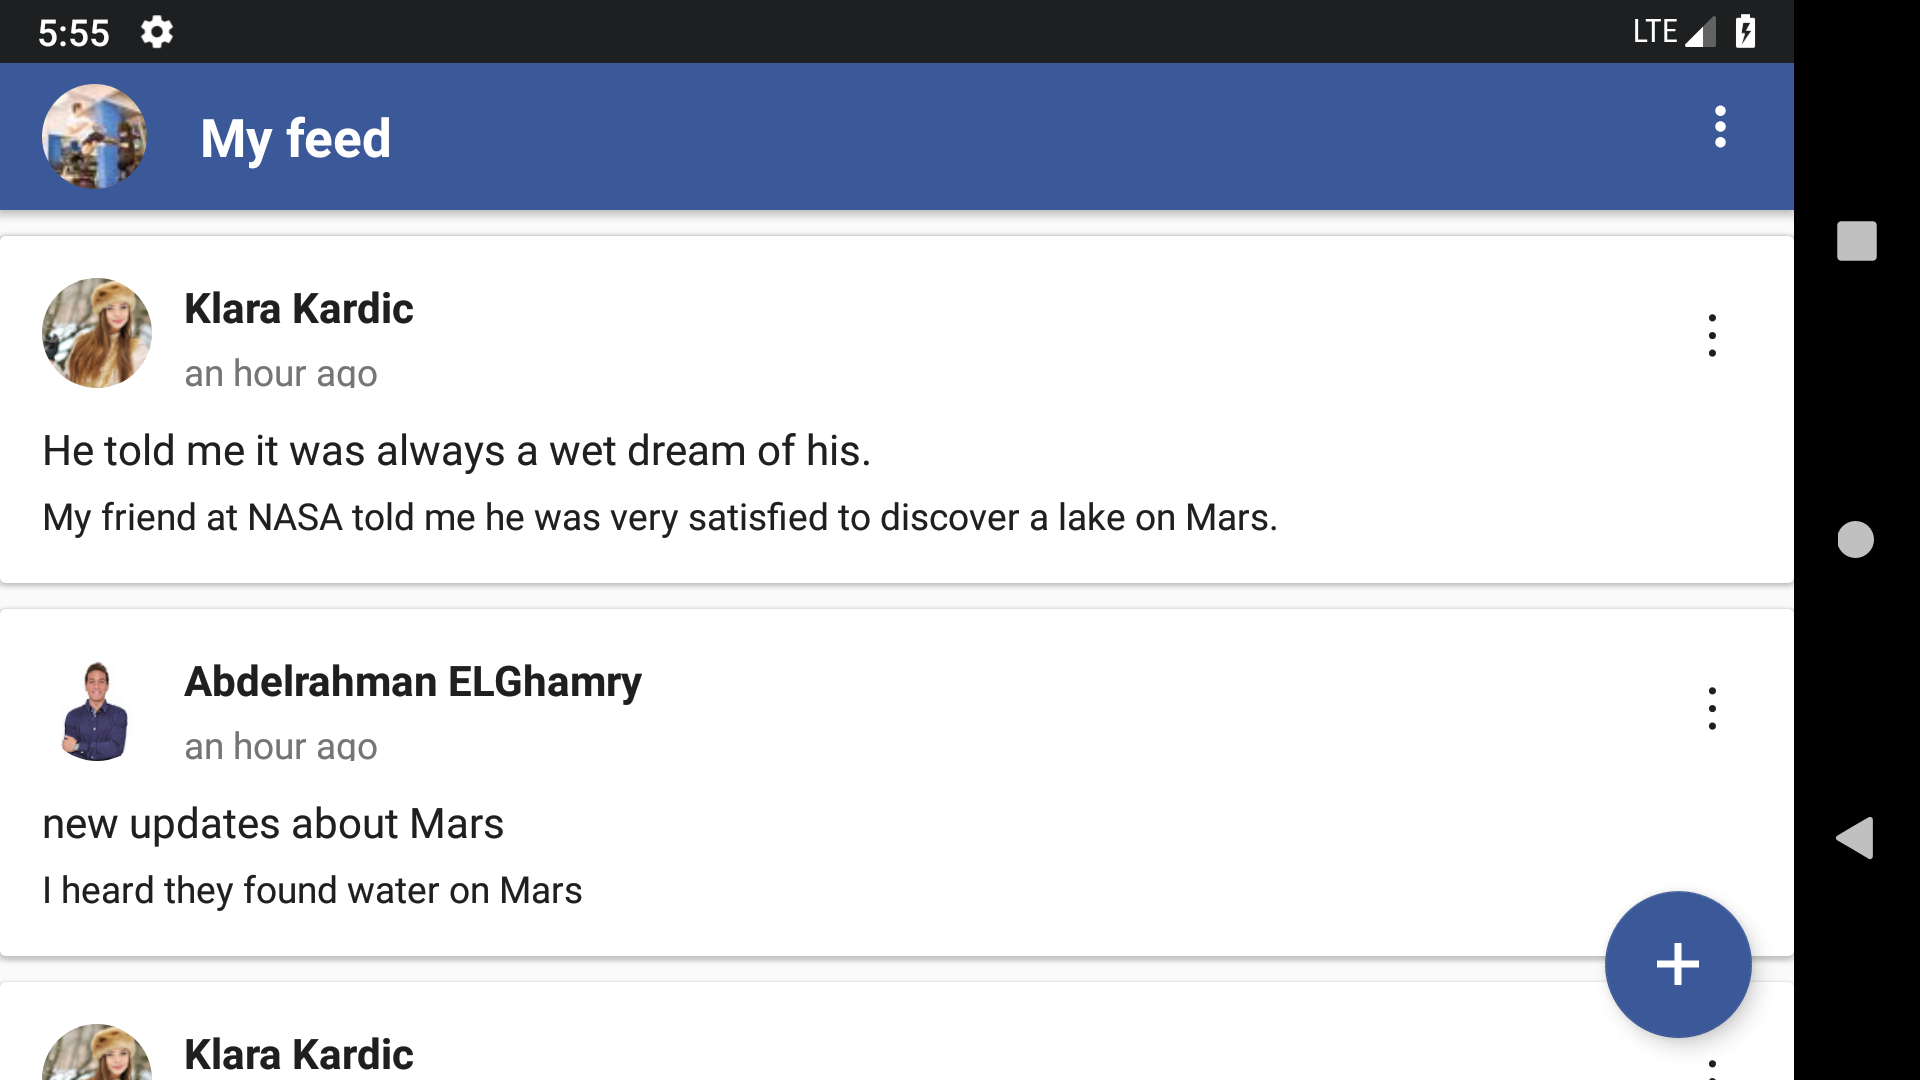 5:55
LTE
My feed
Klara Kardic
an hour ago
He told me it was always a wet dream of his.
My friend at NASA told me he was very satisfied to discover a lake on Mars.
Abdelrahman ELGhamry
an hour ago
new updates about Mars
I heard they found water on Mars
Klara Kardic